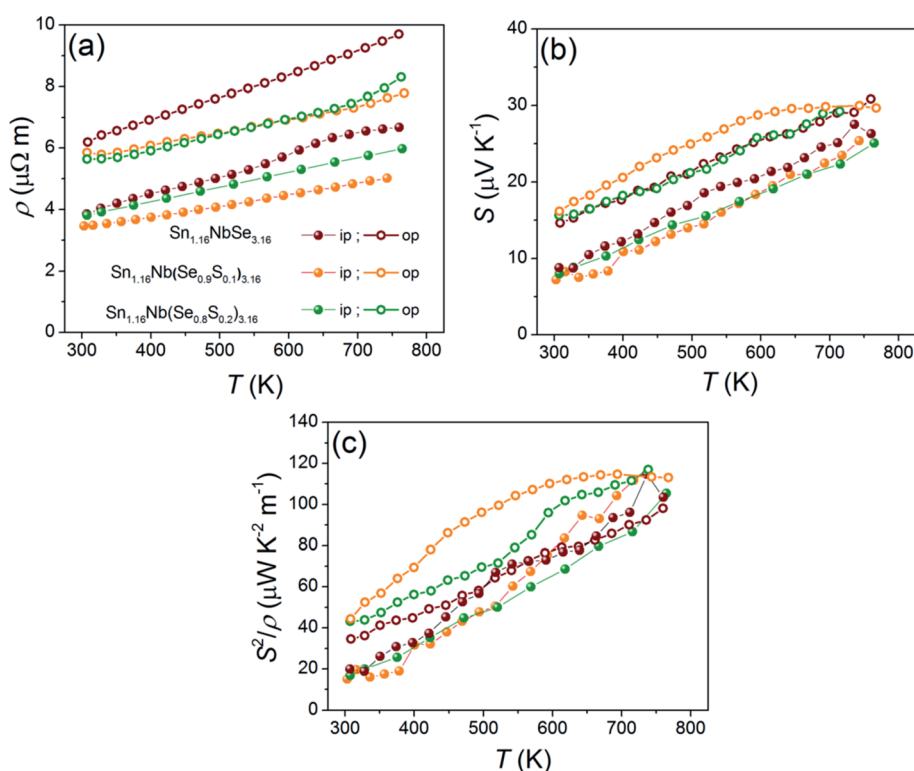 (a)
ρ (μΩ m)
10
8
6
4
2
0
Sn₁.₁₆NbSe₃.₁₆ ip ; op
Sn₁.₁₆Nb(Se₀.₉S₀.₁)₃.₁₆ ip ; op
Sn₁.₁₆Nb(Se₀.₈S₀.₂)₃.₁₆ ip ; op
300 400 500 600 700 800
T (K)
(b)
S (μV K⁻¹)
40
30
20
10
0
300 400 500 600 700 800
T (K)
(c)
S²/ρ (μW K⁻² m⁻¹)
140
120
100
80
60
40
20
0
300 400 500 600 700 800
T (K)